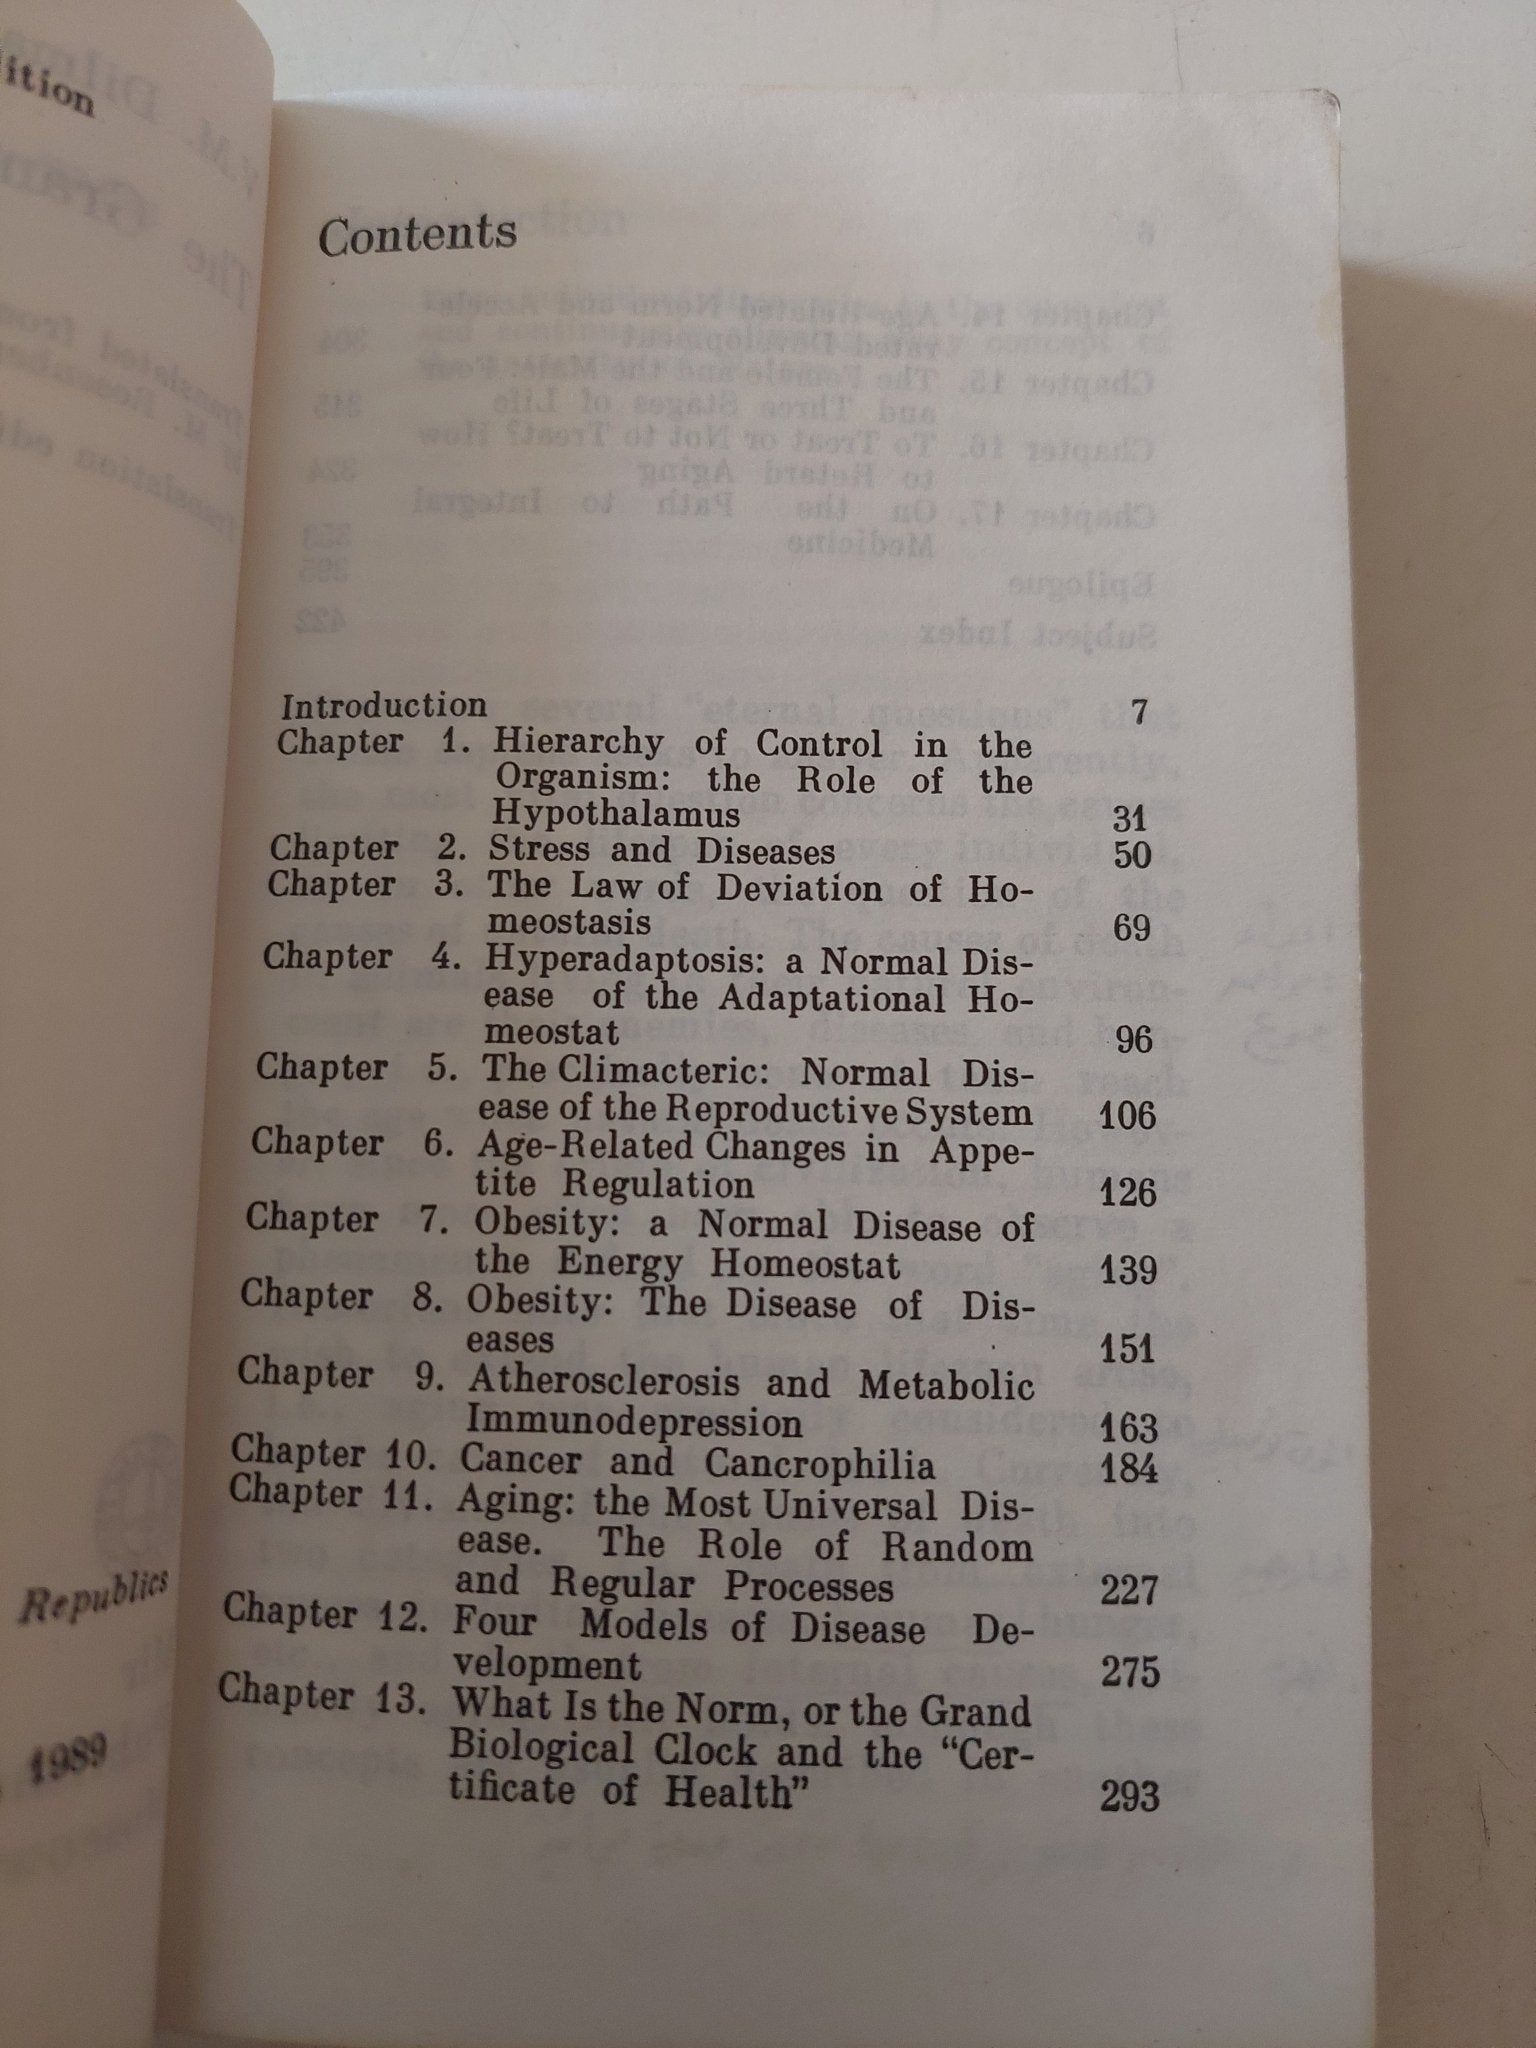 ition
Republics
1989
Contents
Introduction 7
Chapter 1. Hierarchy of Control in the
Organism: the Role of the
Hypothalamus 31
Chapter 2. Stress and Diseases 50
Chapter 3. The Law of Deviation of Ho-
meostasis 69
Chapter 4. Hyperadaptosis: a Normal Dis-
ease of the Adaptational Ho-
meostat 96
Chapter 5. The Climacteric: Normal Dis-
ease of the Reproductive System 106
Chapter 6. Age-Related Changes in Appe-
tite Regulation 126
Chapter 7. Obesity: a Normal Disease of
the Energy Homeostat 139
Chapter 8. Obesity: The Disease of Dis-
eases 151
Chapter 9. Atherosclerosis and Metabolic
Immunodepression 163
Chapter 10. Cancer and Cancrophilia 184
Chapter 11. Aging: the Most Universal Dis-
ease. The Role of Random
and Regular Processes 227
Chapter 12. Four Models of Disease De-
velopment 275
Chapter 13. What Is the Norm, or the Grand
Biological Clock and the "Cer-
tificate of Health" 293